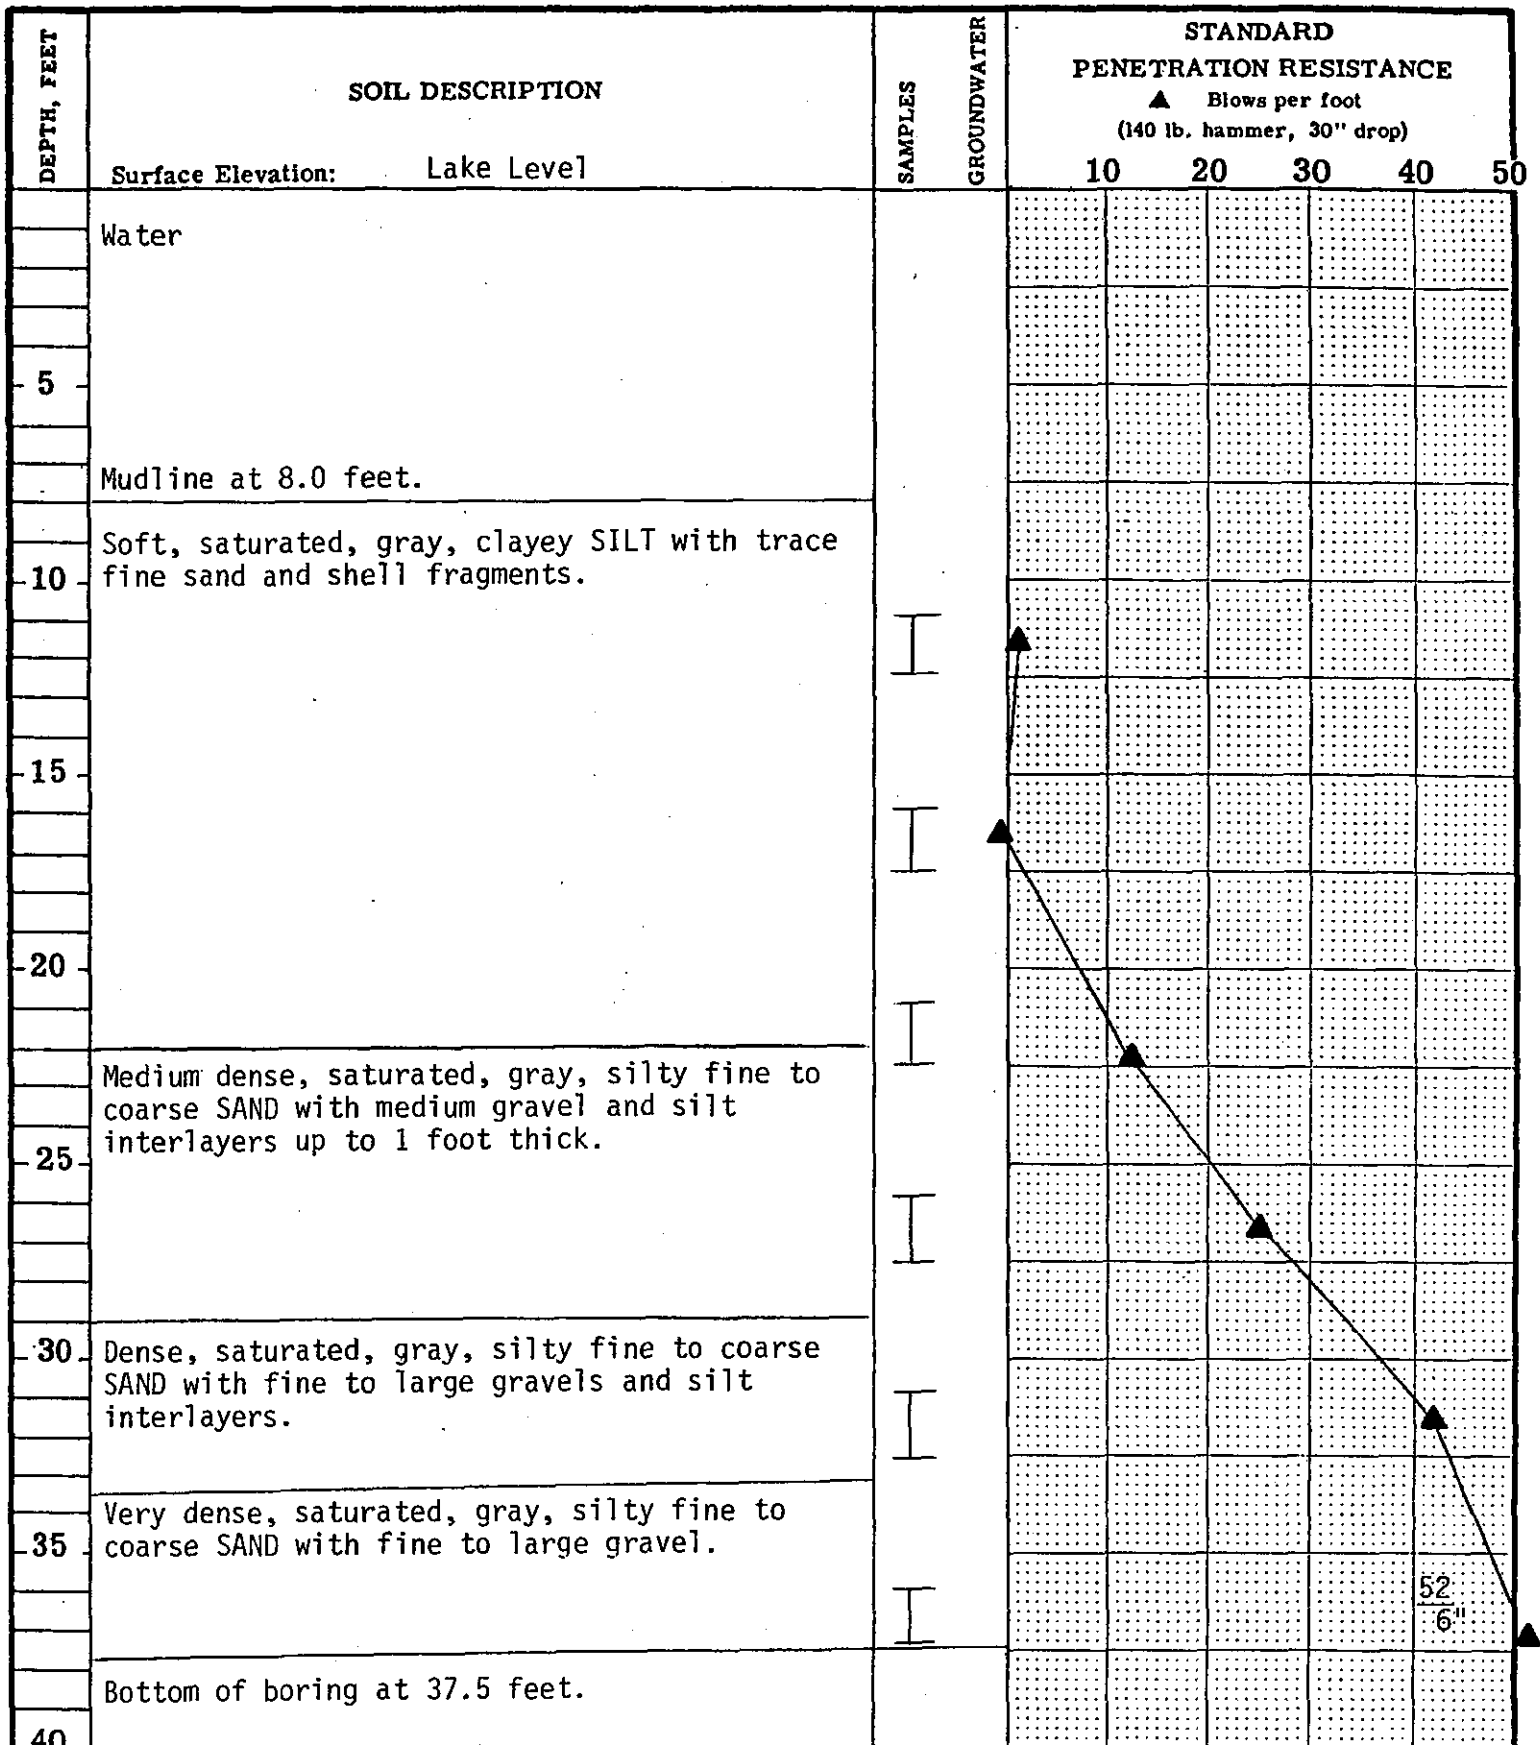 DEPTH, FEET
SOIL DESCRIPTION
Surface Elevation: Lake Level
SAMPLES
GROUNDWATER
STANDARD
PENETRATION RESISTANCE
▲ Blows per foot
(140 lb. hammer, 30" drop)
10 20 30 40 50
Water
5
Mudline at 8.0 feet.
Soft, saturated, gray, clayey SILT with trace
10 fine sand and shell fragments.
15
20
Medium dense, saturated, gray, silty fine to
coarse SAND with medium gravel and silt
interlayers up to 1 foot thick.
25
30 Dense, saturated, gray, silty fine to coarse
SAND with fine to large gravels and silt
interlayers.
Very dense, saturated, gray, silty fine to
35 coarse SAND with fine to large gravel.
52
6"
Bottom of boring at 37.5 feet.
40